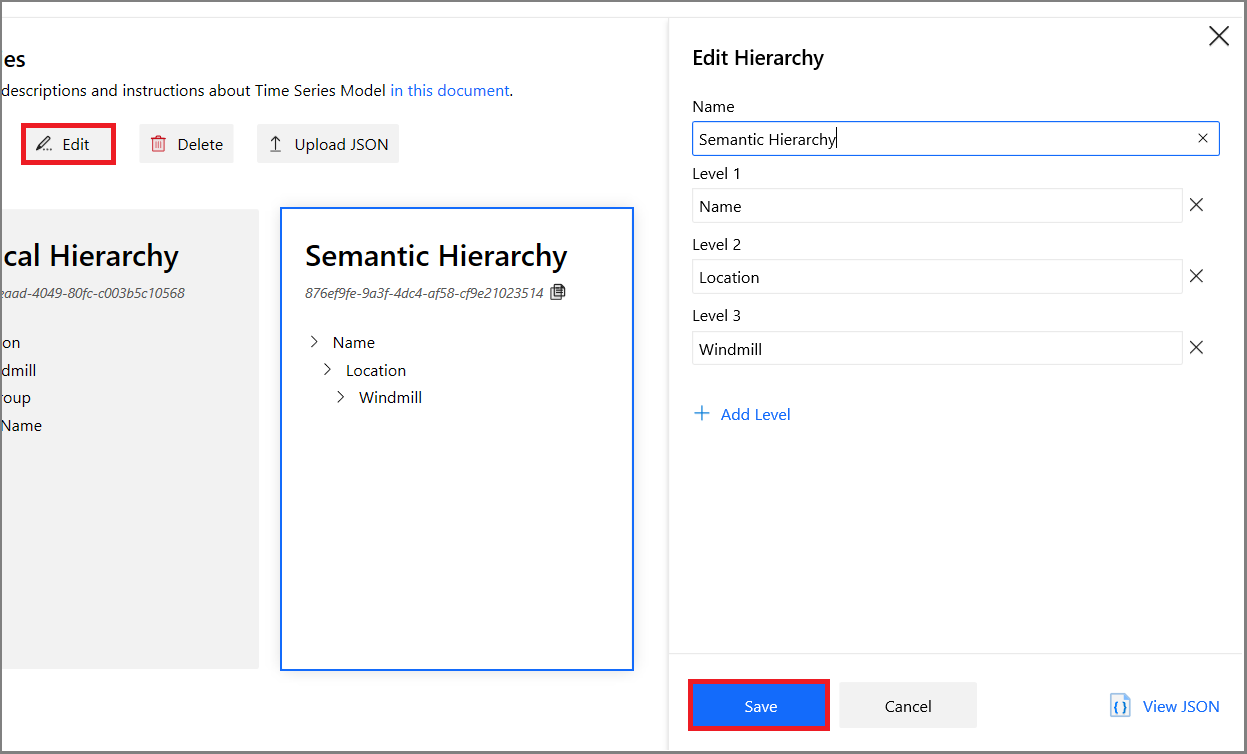 es
descriptions and instructions about Time Series Model in this document.
Edit
Delete
Upload JSON
cal Hierarchy
eaad-4049-80fc-c003b5c10568
on
dmill
roup
Name
Semantic Hierarchy
876ef9fe-9a3f-4dc4-af58-cf9e21023514
Name
Location
Windmill
Edit Hierarchy
Name
Semantic Hierarchy
Level 1
Name
Level 2
Location
Level 3
Windmill
Add Level
Save
Cancel
View JSON